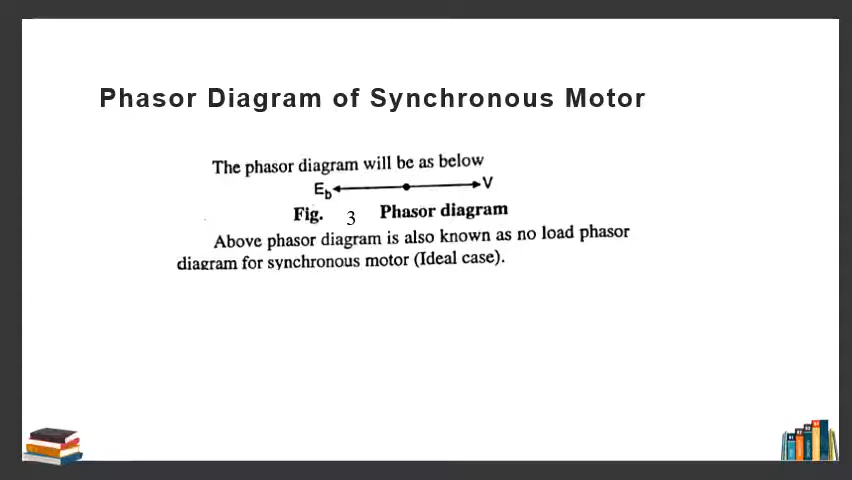 Phasor Diagram of Synchronous Motor
The phasor diagram will be as below
Eb V
Fig. 3 Phasor diagram
Above phasor diagram is also known as no load phasor
diagram for synchronous motor (Ideal case).